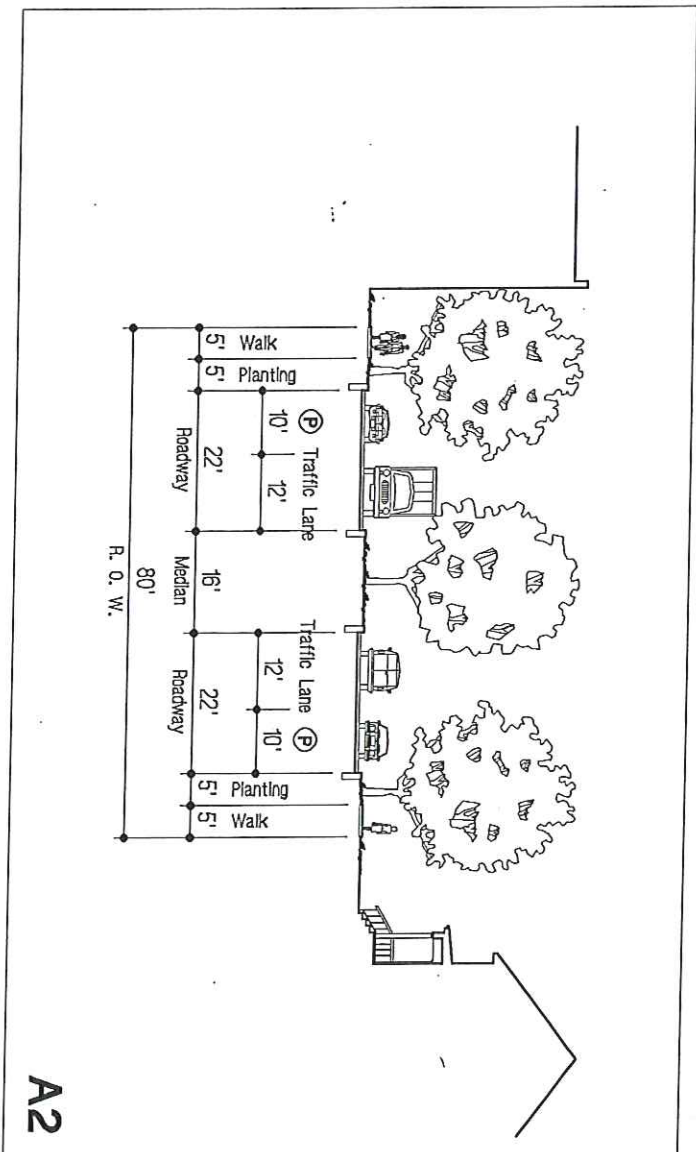 Ⓟ Traffic Lane
Traffic Lane Ⓟ
10' 12'
12' 10'
5' Walk
5' Planting
22'
Roadway
16'
Median
22'
Roadway
5' Planting
5' Walk
80'
R. O. W.
A2